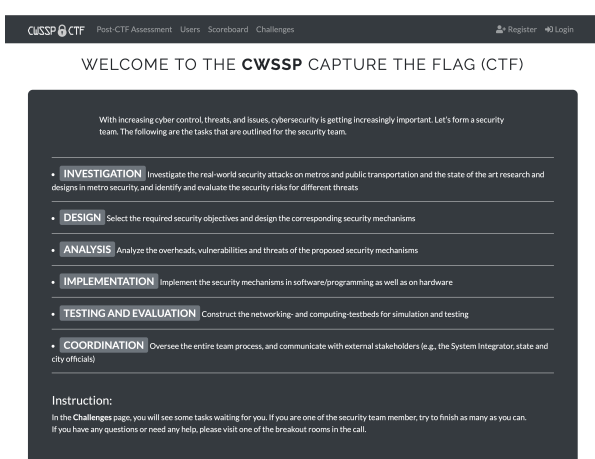 CWSSP CTF Post-CTF Assessment Users Scoreboard Challenges Register Login
WELCOME TO THE CWSSP CAPTURE THE FLAG (CTF)
With increasing cyber control, threats, and issues, cybersecurity is getting increasingly important. Let's form a security
team. The following are the tasks that are outlined for the security team.
• INVESTIGATION Investigate the real-world security attacks on metros and public transportation and the state of the art research and
designs in metro security, and identify and evaluate the security risks for different threats
• DESIGN Select the required security objectives and design the corresponding security mechanisms
• ANALYSIS Analyze the overheads, vulnerabilities and threats of the proposed security mechanisms
• IMPLEMENTATION Implement the security mechanisms in software/programming as well as on hardware
• TESTING AND EVALUATION Construct the networking- and computing-testbeds for simulation and testing
• COORDINATION Oversee the entire team process, and communicate with external stakeholders (e.g., the System Integrator, state and
city officials)
Instruction:
In the Challenges page, you will see some tasks waiting for you. If you are one of the security team member, try to finish as many as you can.
If you have any questions or need any help, please visit one of the breakout rooms in the call.